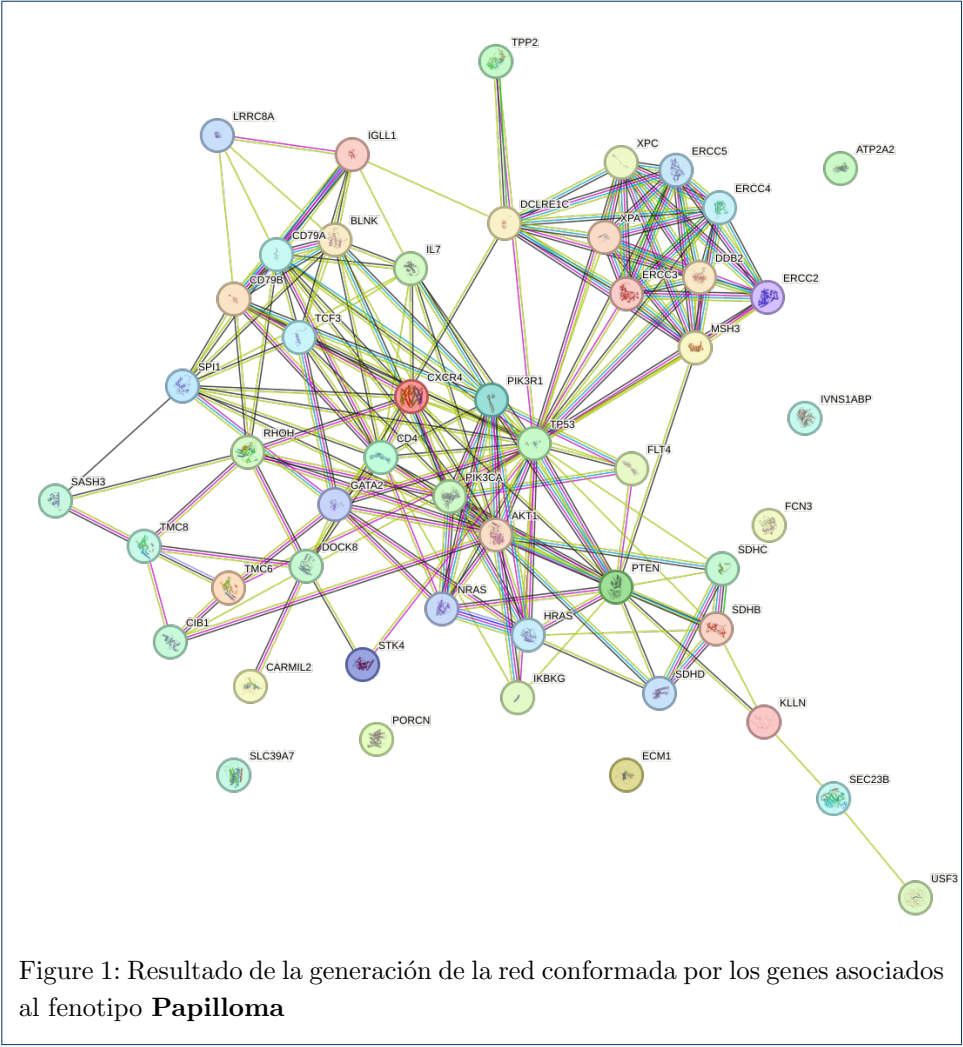 TPP2
LRRC8A
IGLL1
XPC
ERCC5
ATP2A2
ERCC4
DCLRE1C
XPA
BLNK
CD79A
IL7
DDB2
ERCC3
ERCC2
CD79B
TCF3
MSH3
SPI1
CXCR4
PIK3R1
IVNS1ABP
TP53
RHOH
CD4
FLT4
SASH3
GATA2
PIK3CA
FCN3
AKT1
TMC8
DOCK8
SDHC
TMC6
PTEN
NRAS
SDHB
CIB1
HRAS
STK4
CARMIL2
IKBKG
SDHD
KLLN
PORCN
SLC39A7
ECM1
SEC23B
USF3
Figure 1: Resultado de la generación de la red conformada por los genes asociados
al fenotipo Papilloma